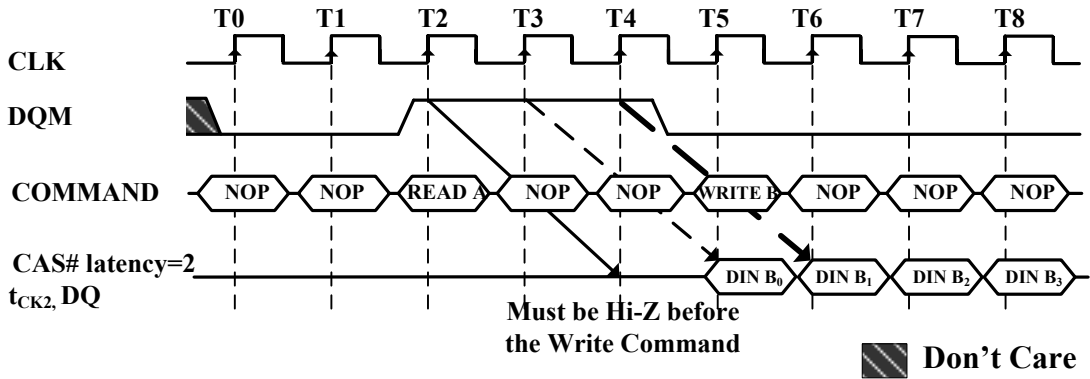 T0 T1 T2 T3 T4 T5 T6 T7 T8
CLK
DQM
COMMAND NOP NOP READ A NOP NOP WRITE B NOP NOP NOP
CAS# latency=2
tCK2, DQ DIN B0 DIN B1 DIN B2 DIN B3
Must be Hi-Z before
the Write Command
Don't Care